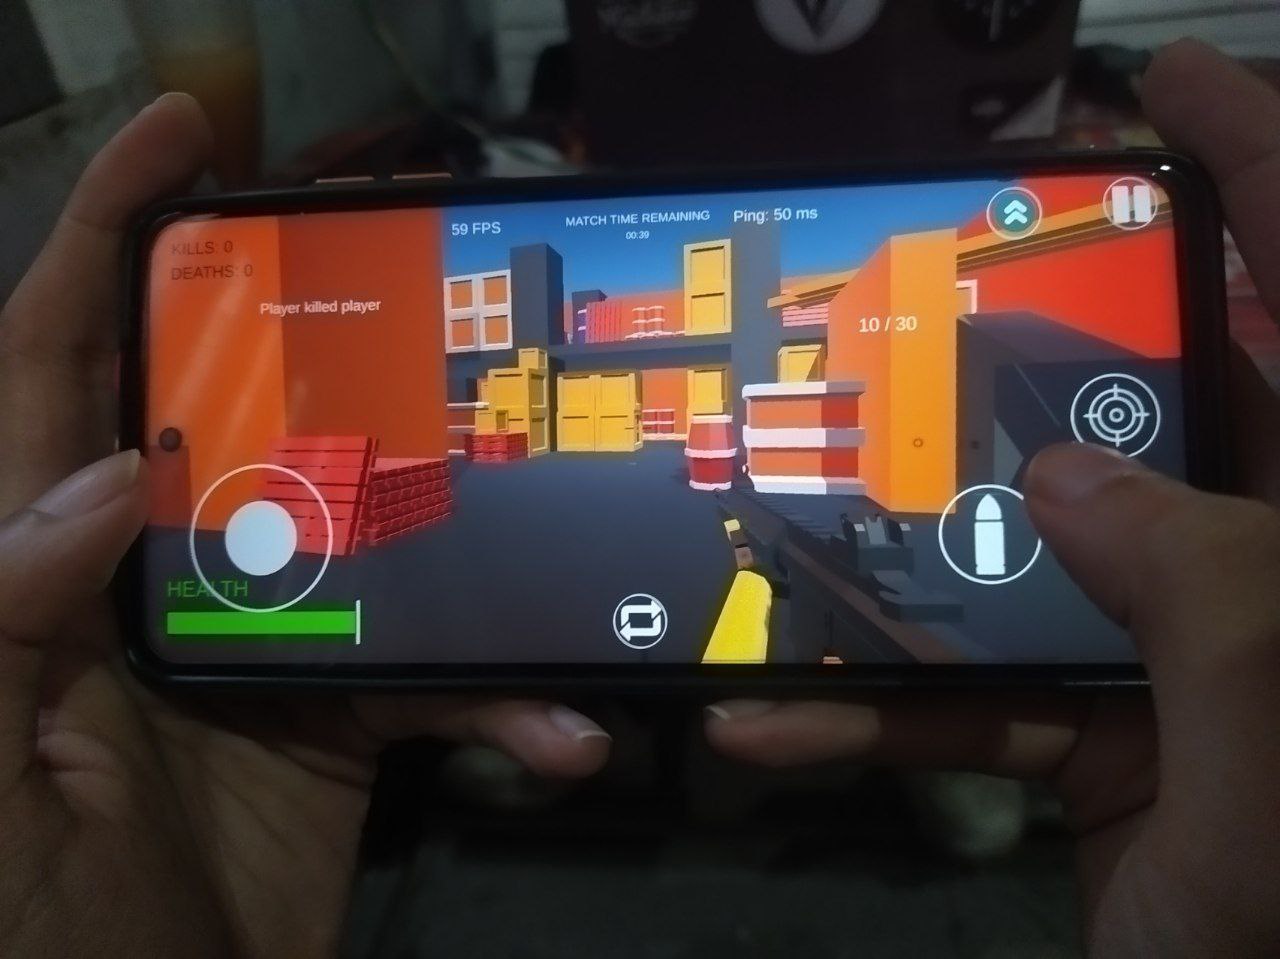 KILLS: 0
DEATHS: 0
Player killed player
59 FPS
MATCH TIME REMAINING
00:39
Ping: 50 ms
10 / 30
HEALTH